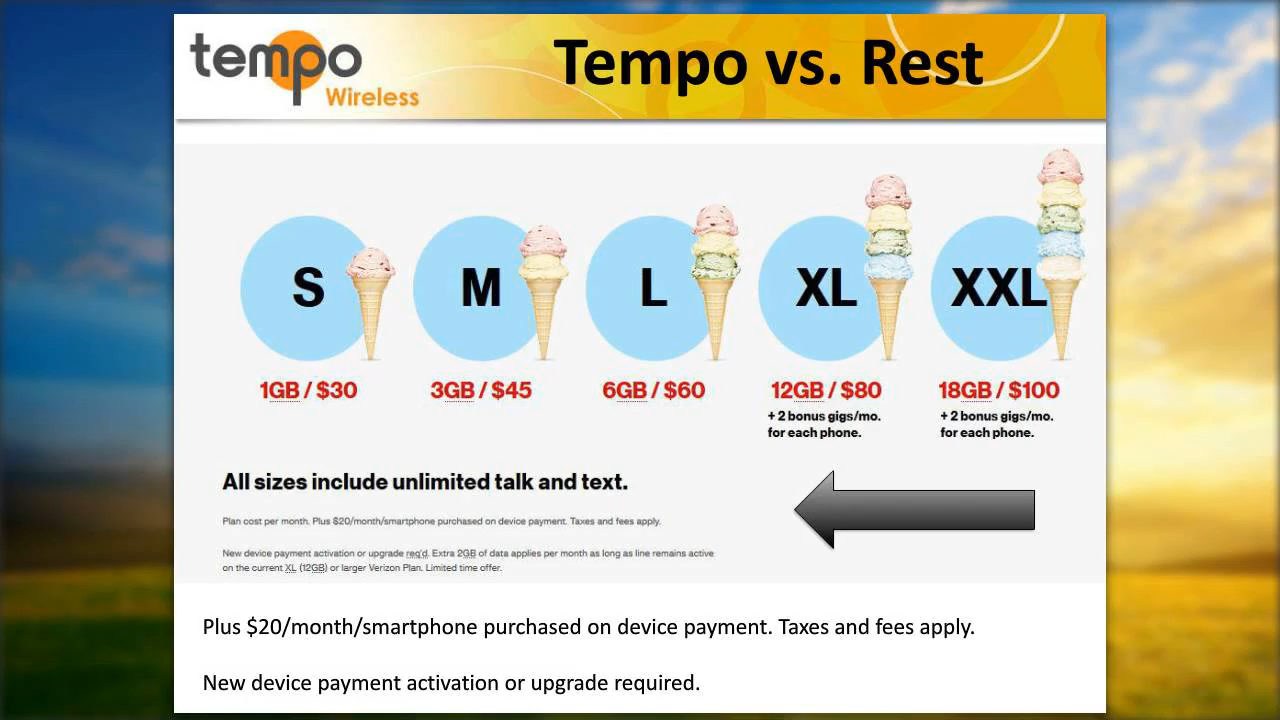 tempo
Wireless
Tempo vs. Rest
S
M
L
XL
XXL
1GB / $30
3GB / $45
6GB / $60
12GB / $80
18GB / $100
+ 2 bonus gigs/mo.
for each phone.
+ 2 bonus gigs/mo.
for each phone.
All sizes include unlimited talk and text.
Plan cost per month. Plus $20/month/smartphone purchased on device payment. Taxes and fees apply.
New device payment activation or upgrade req'd. Extra 2GB of data applies per month as long as line remains active
on the current XL (12GB) or larger Verizon Plan. Limited time offer.
Plus $20/month/smartphone purchased on device payment. Taxes and fees apply.
New device payment activation or upgrade required.